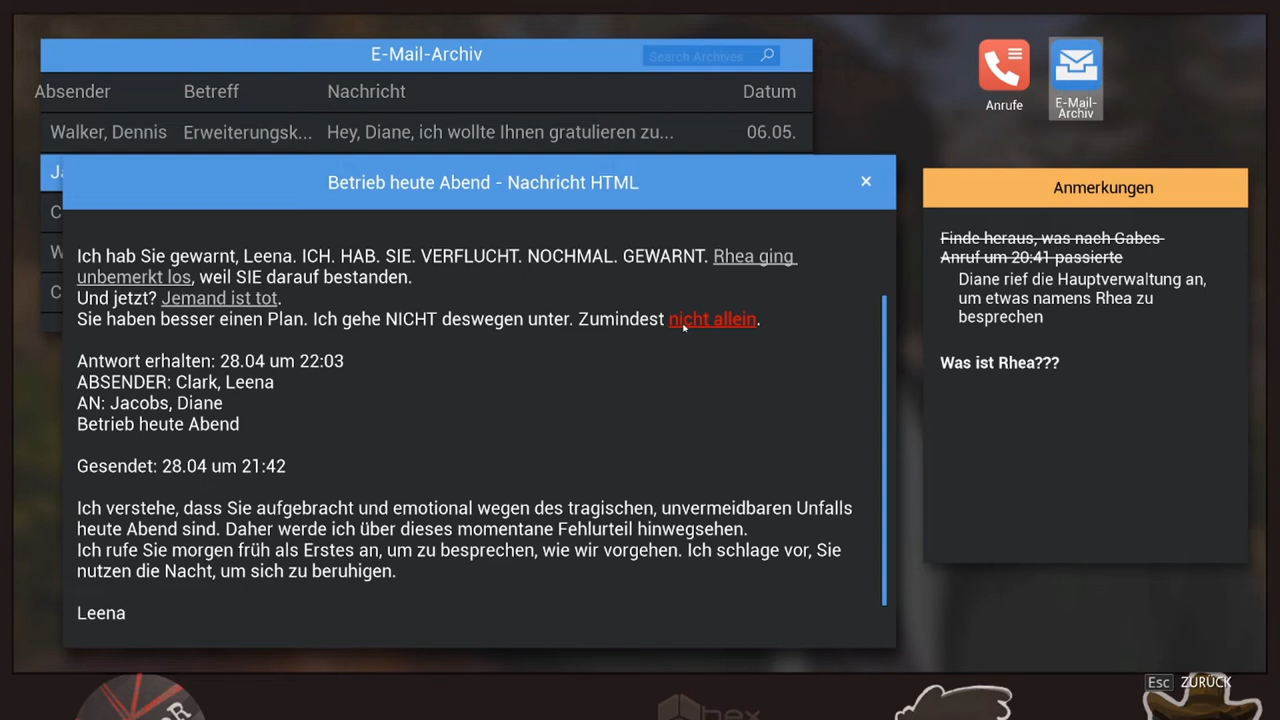 E-Mail-Archiv
Search Archives
Absender Betreff Nachricht Datum
Walker, Dennis Erweiterungsk... Hey, Diane, ich wollte Ihnen gratulieren zu... 06.05.
Betrieb heute Abend - Nachricht HTML
Ich hab Sie gewarnt, Leena. ICH. HAB. SIE. VERFLUCHT. NOCHMAL. GEWARNT. Rhea ging
unbemerkt los, weil SIE darauf bestanden.
Und jetzt? Jemand ist tot.
Sie haben besser einen Plan. Ich gehe NICHT deswegen unter. Zumindest nicht allein.
Antwort erhalten: 28.04 um 22:03
ABSENDER: Clark, Leena
AN: Jacobs, Diane
Betrieb heute Abend
Gesendet: 28.04 um 21:42
Ich verstehe, dass Sie aufgebracht und emotional wegen des tragischen, unvermeidbaren Unfalls
heute Abend sind. Daher werde ich über dieses momentane Fehlurteil hinwegsehen.
Ich rufe Sie morgen früh als Erstes an, um zu besprechen, wie wir vorgehen. Ich schlage vor, Sie
nutzen die Nacht, um sich zu beruhigen.
Leena
Anrufe
E-Mail-
Archiv
Anmerkungen
Finde heraus, was nach Gabes
Anruf um 20:41 passierte
Diane rief die Hauptverwaltung an,
um etwas namens Rhea zu
besprechen
Was ist Rhea???
Esc ZURÜCK
hex